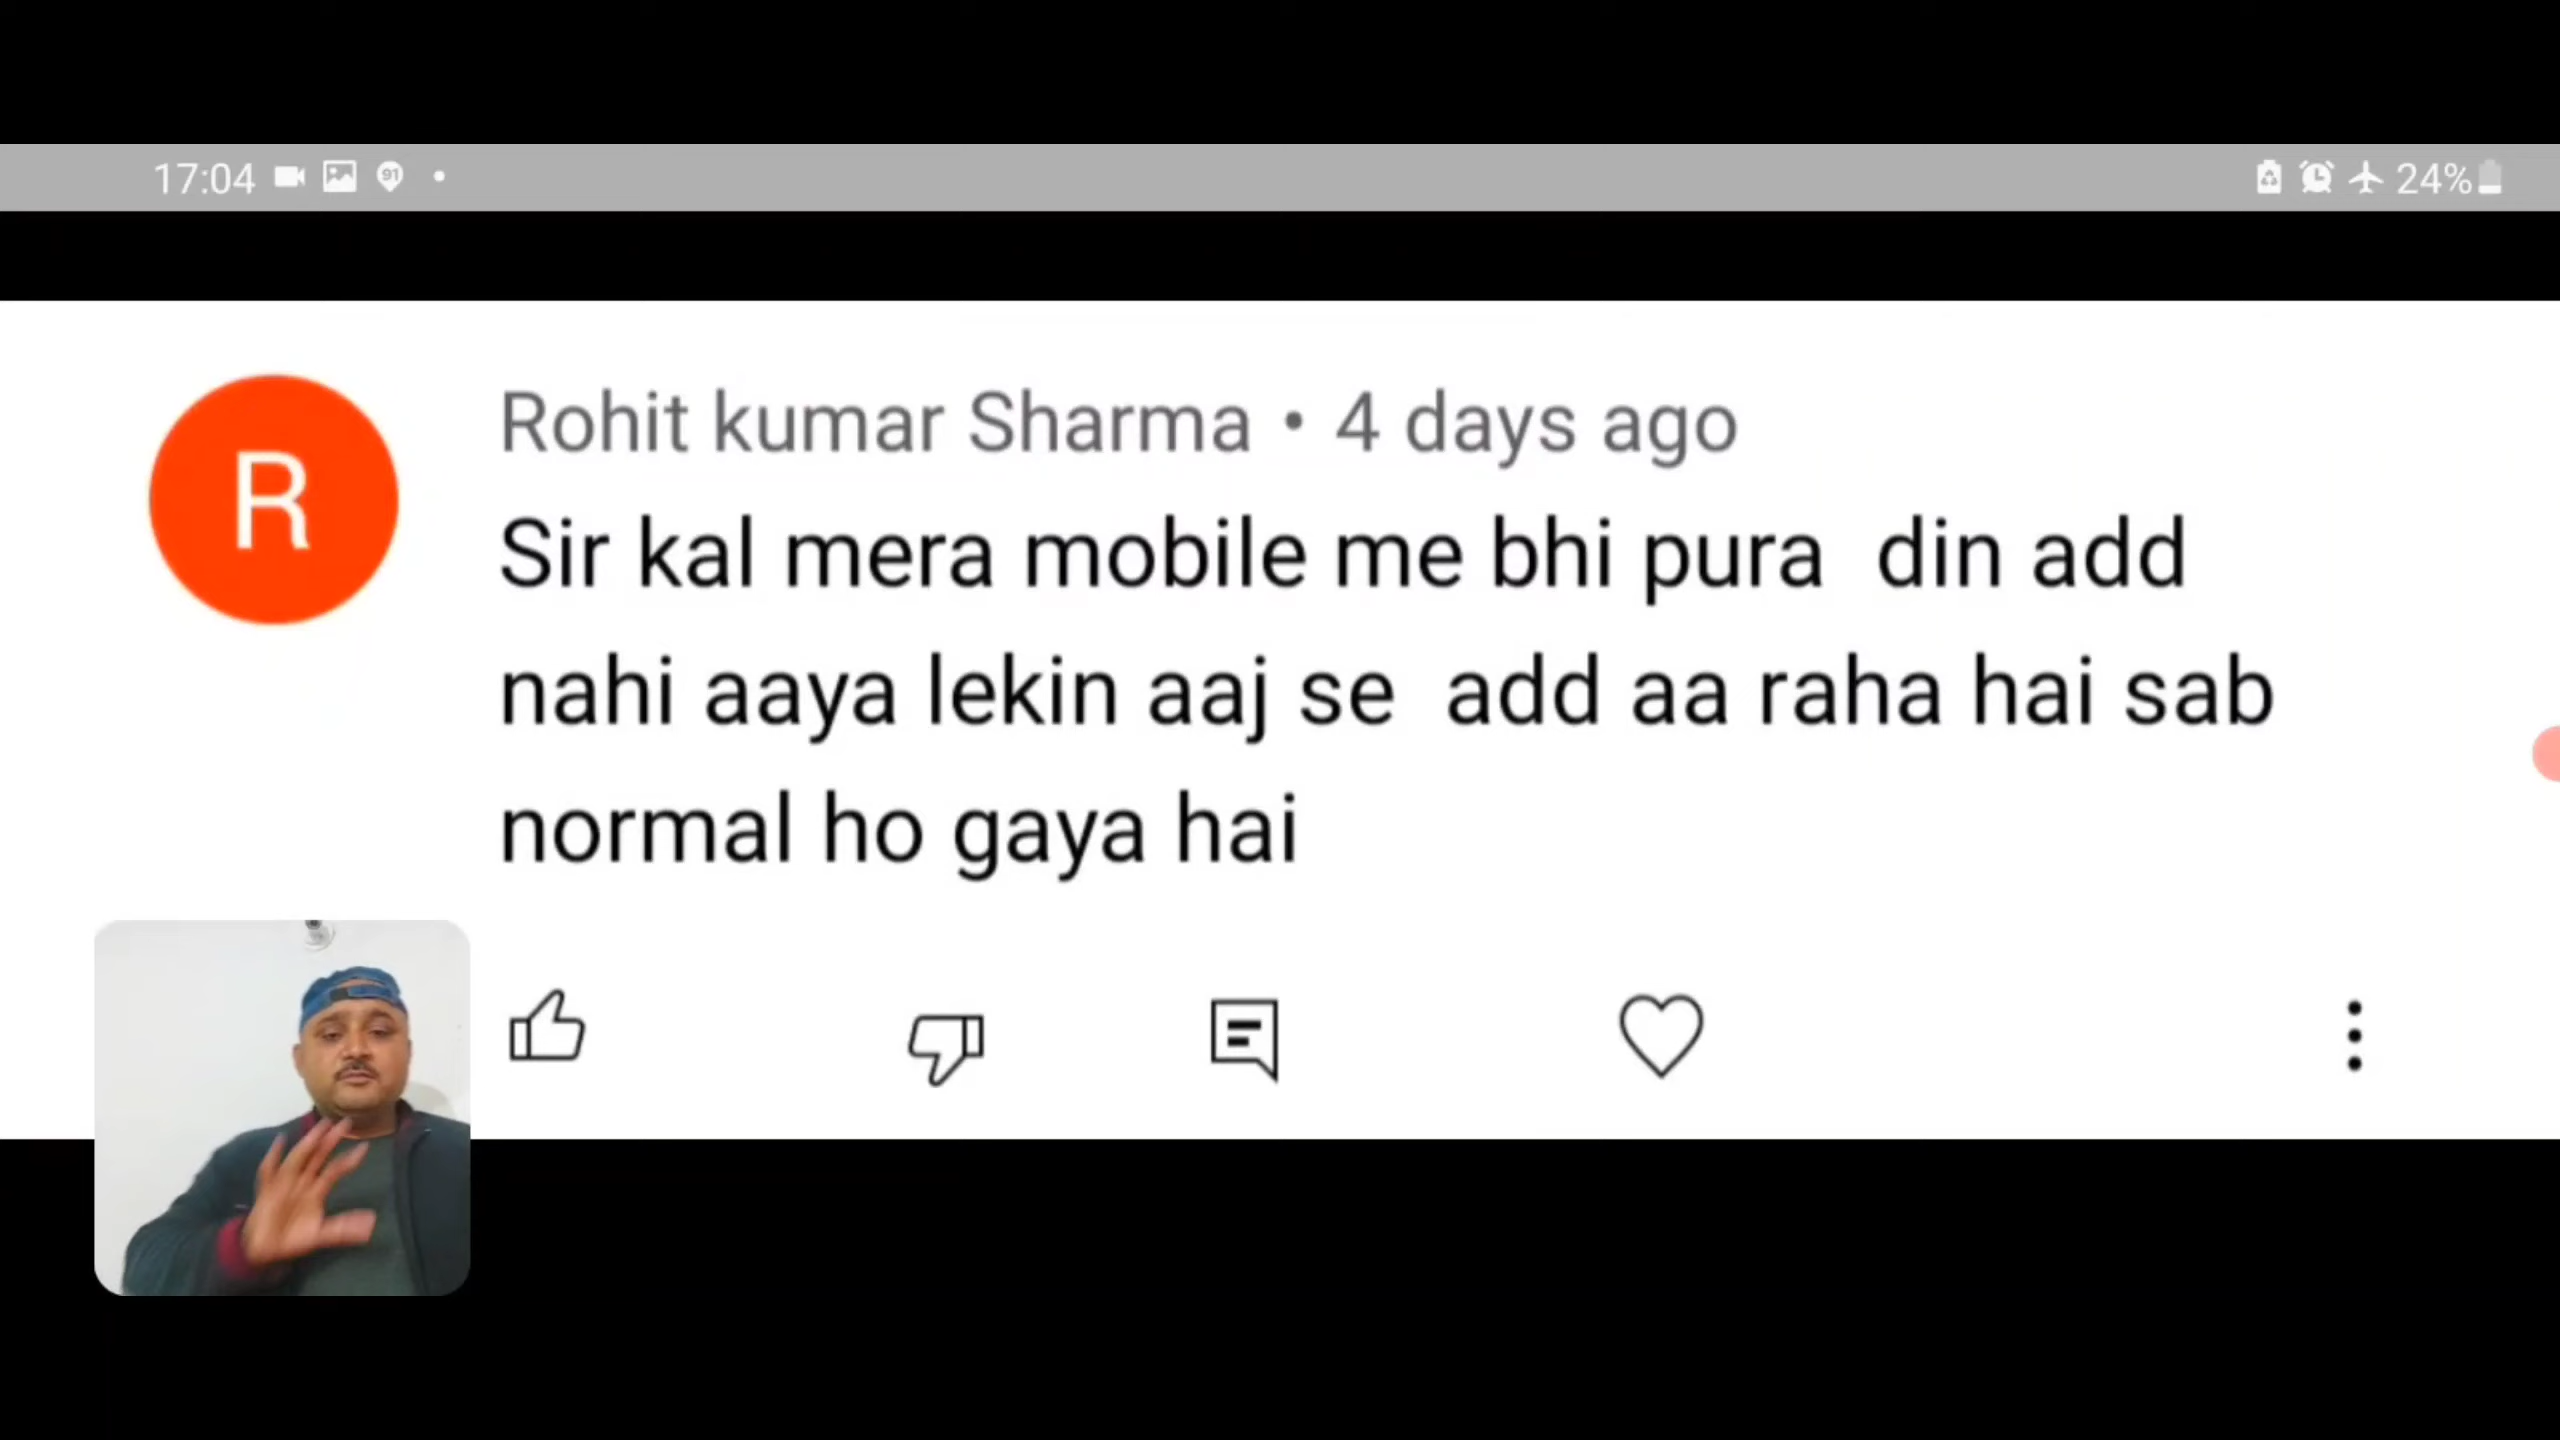 17:04 91 24%
R
Rohit kumar Sharma • 4 days ago
Sir kal mera mobile me bhi pura din add
nahi aaya lekin aaj se add aa raha hai sab
normal ho gaya hai